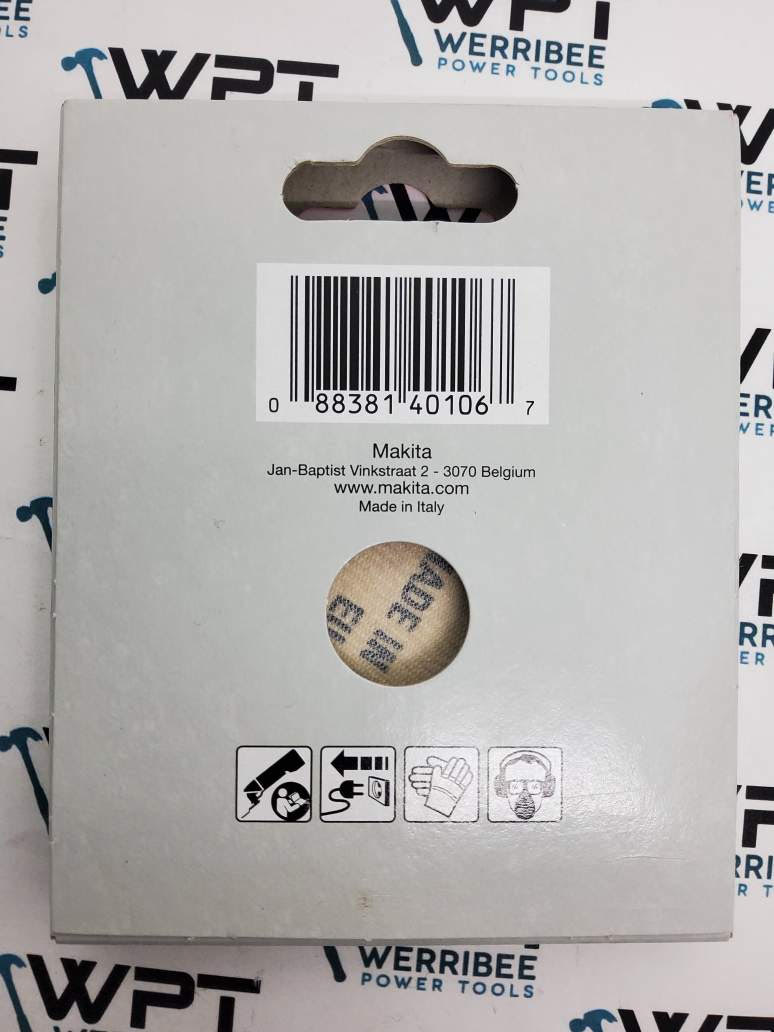 WPT
WERRIBEE
POWER TOOLS
0 88381 40106 7
Makita
Jan-Baptist Vinkstraat 2 - 3070 Belgium
www.makita.com
Made in Italy
MADE IN
WERRIBEE
POWER TOOLS
WPT